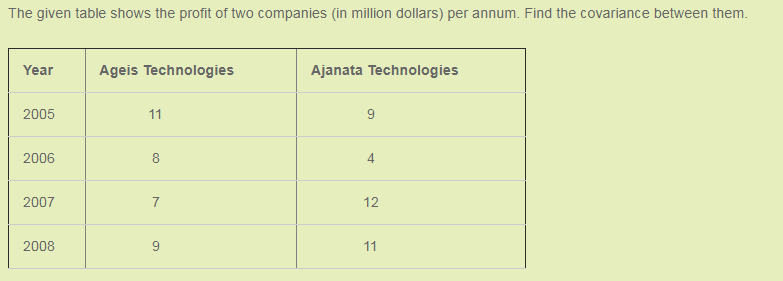 The given table shows the profit of two companies (in million dollars) per annum. Find the covariance between them.
Year Ageis Technologies Ajanata Technologies
2005 11 9
2006 8 4
2007 7 12
2008 9 11